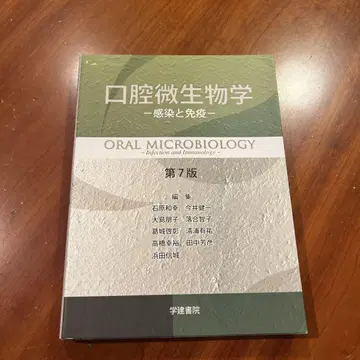 口腔微生物学
－感染と免疫－
ORAL MICROBIOLOGY
－Infection and Immunology－
第7版
編 集
石原和幸 今井健一
大島朋子 落合智子
葛城啓彰 清浦有祐
高橋幸裕 田中芳彦
浜田信城
学建書院